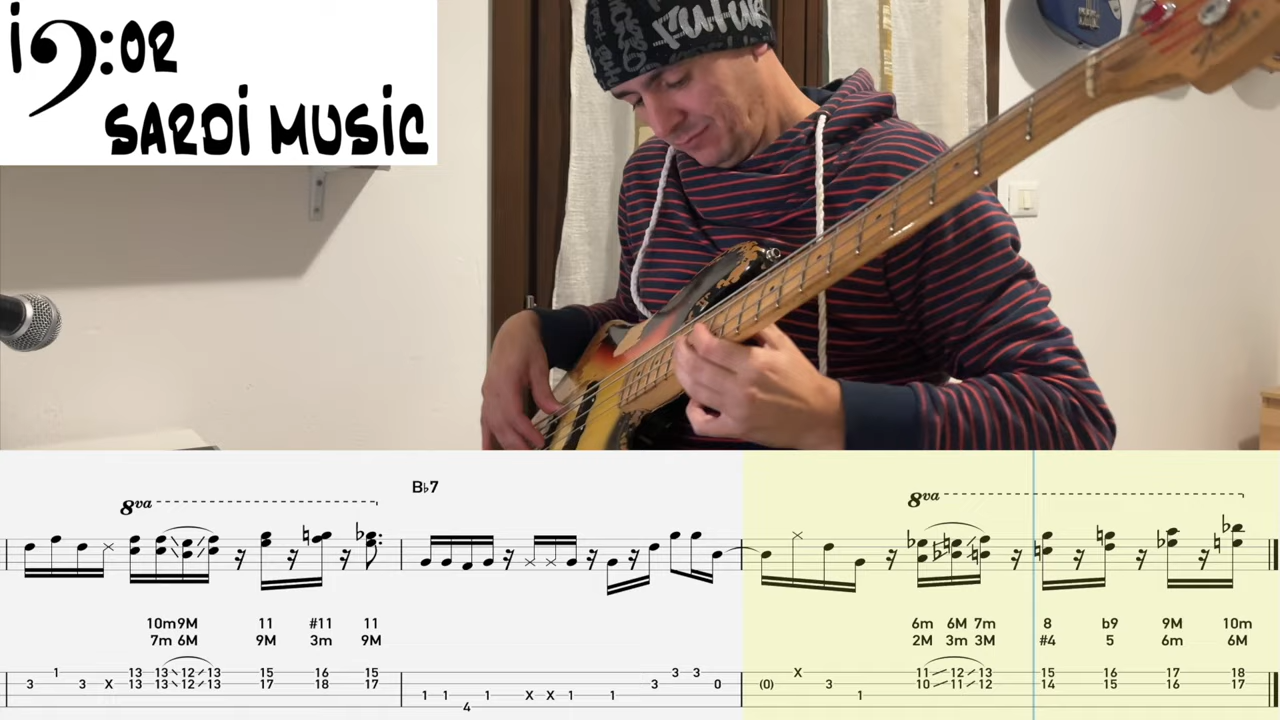 i :OR
SARDi MUSiC
FUTUR
8va 8va
B♭7
10m 9M 11 #11 11 6m 6M 7m 8 b9 9M 10m
7m 6M 9M 3m 9M 2M 3m 3M #4 5 6m 6M
1 13 13 12 13 15 16 15 3 3 X 11 12 13 15 16 17 18
3 3 X 13 13 12 13 17 18 17 3 0 (0) 3 10 11 12 14 15 16 17
1 1 1 X X 1 1 1
4